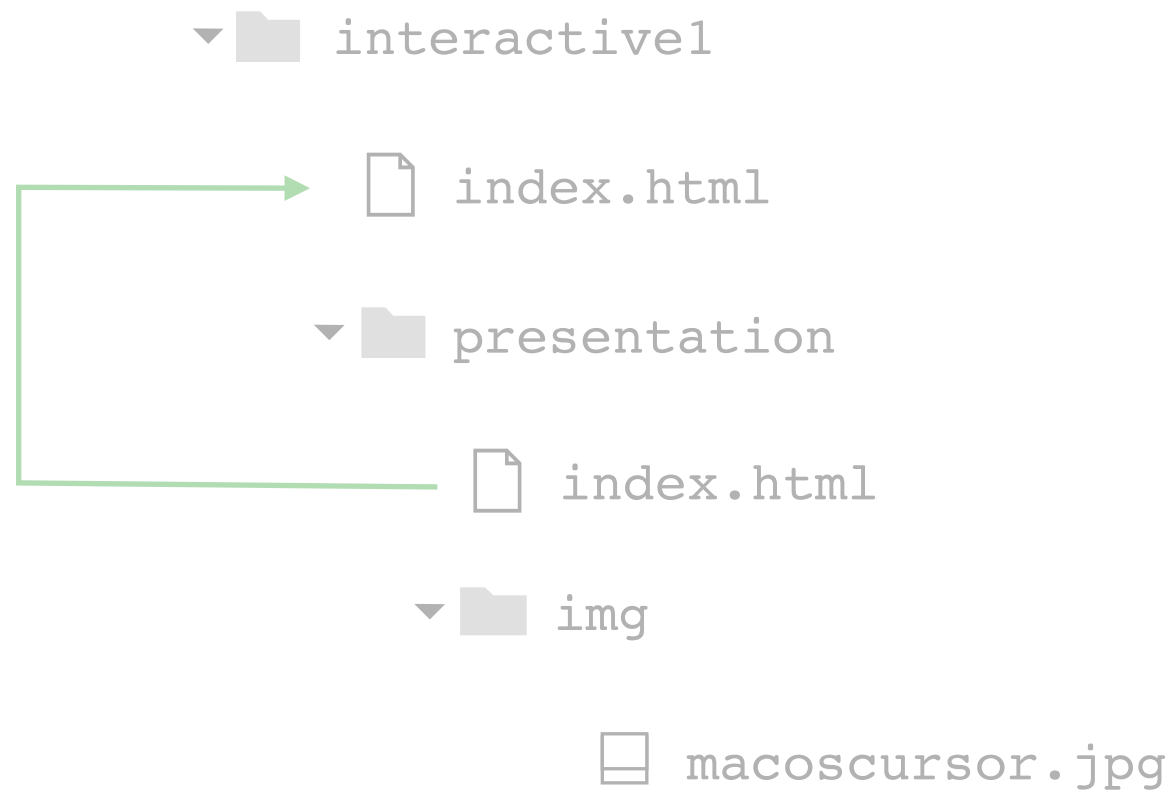 interactive1
index.html
presentation
index.html
img
macoscursor.jpg